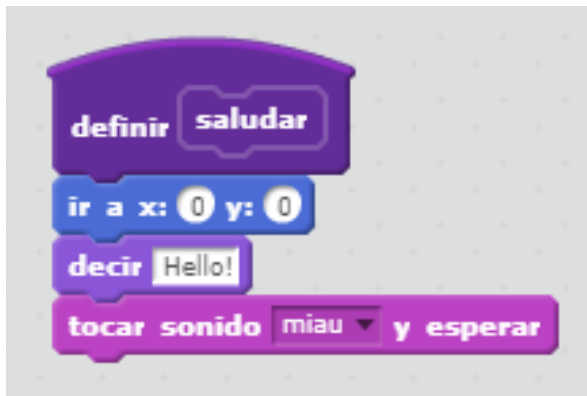 definir saludar
ir a x: 0 y: 0
decir Hello!
tocar sonido miau y esperar